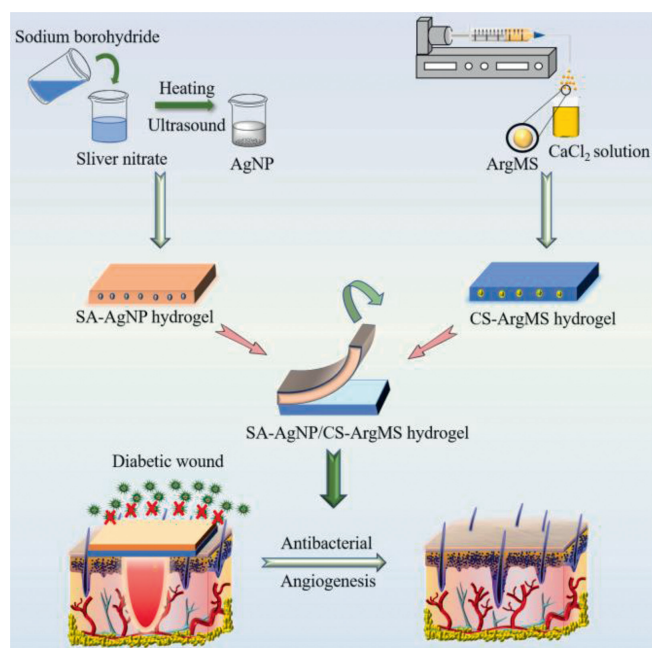 Sodium borohydride
Heating
Ultrasound
Sliver nitrate
AgNP
ArgMS
CaCl₂ solution
SA-AgNP hydrogel
CS-ArgMS hydrogel
SA-AgNP/CS-ArgMS hydrogel
Diabetic wound
Antibacterial
Angiogenesis